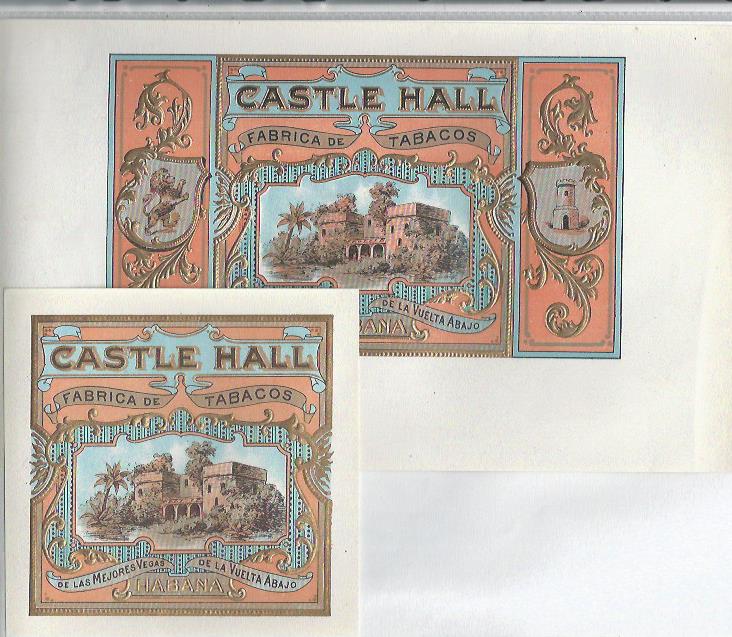 CASTLE HALL
FABRICA DE TABACOS
DE LA VUELTA ABAJO
BANA
CASTLE HALL
FABRICA DE TABACOS
DE LAS MEJORES VEGAS DE LA VUELTA ABAJO
HABANA